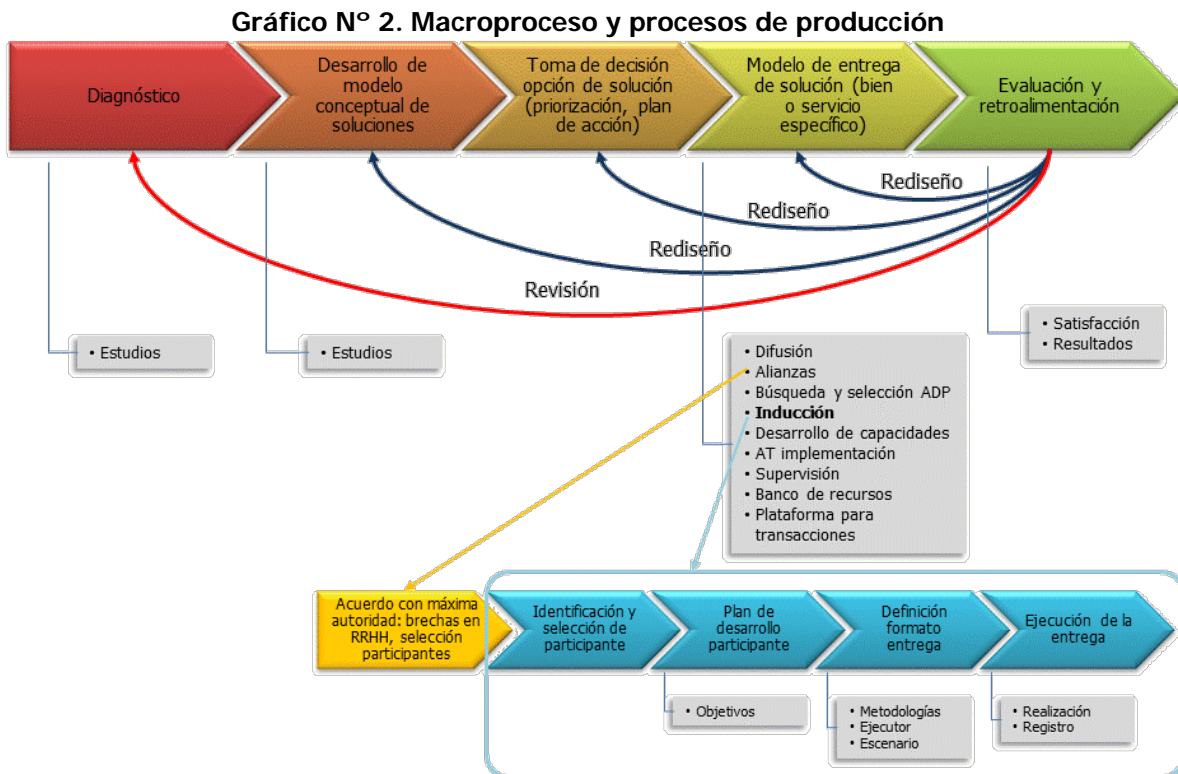 Gráfico Nº 2. Macroproceso y procesos de producción
Diagnóstico
Desarrollo de
modelo
conceptual de
soluciones
Toma de decisión
opción de solución
(priorización, plan
de acción)
Modelo de entrega
de solución (bien
o servicio
específico)
Evaluación y
retroalimentación
Rediseño
Rediseño
Rediseño
Revisión
• Estudios
• Estudios
• Difusión
• Alianzas
• Búsqueda y selección ADP
• Inducción
• Desarrollo de capacidades
• AT implementación
• Supervisión
• Banco de recursos
• Plataforma para
transacciones
• Satisfacción
• Resultados
Acuerdo con máxima
autoridad: brechas en
RRHH, selección
participantes
Identificación y
selección de
participante
Plan de
desarrollo
participante
Definición
formato
entrega
Ejecución de la
entrega
• Objetivos
• Metodologías
• Ejecutor
• Escenario
• Realización
• Registro